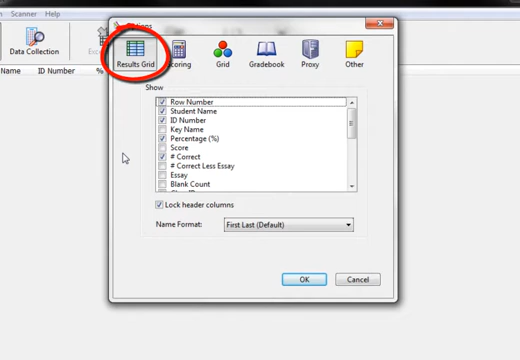 Scanner Help
Data Collection
Name ID Number %
Results Grid
Grid
Gradebook
Proxy
Other
Show
Row Number
Student Name
ID Number
Key Name
Percentage (%)
Score
# Correct
# Correct Less Essay
Essay
Blank Count
Lock header columns
Name Format: First Last (Default)
OK Cancel